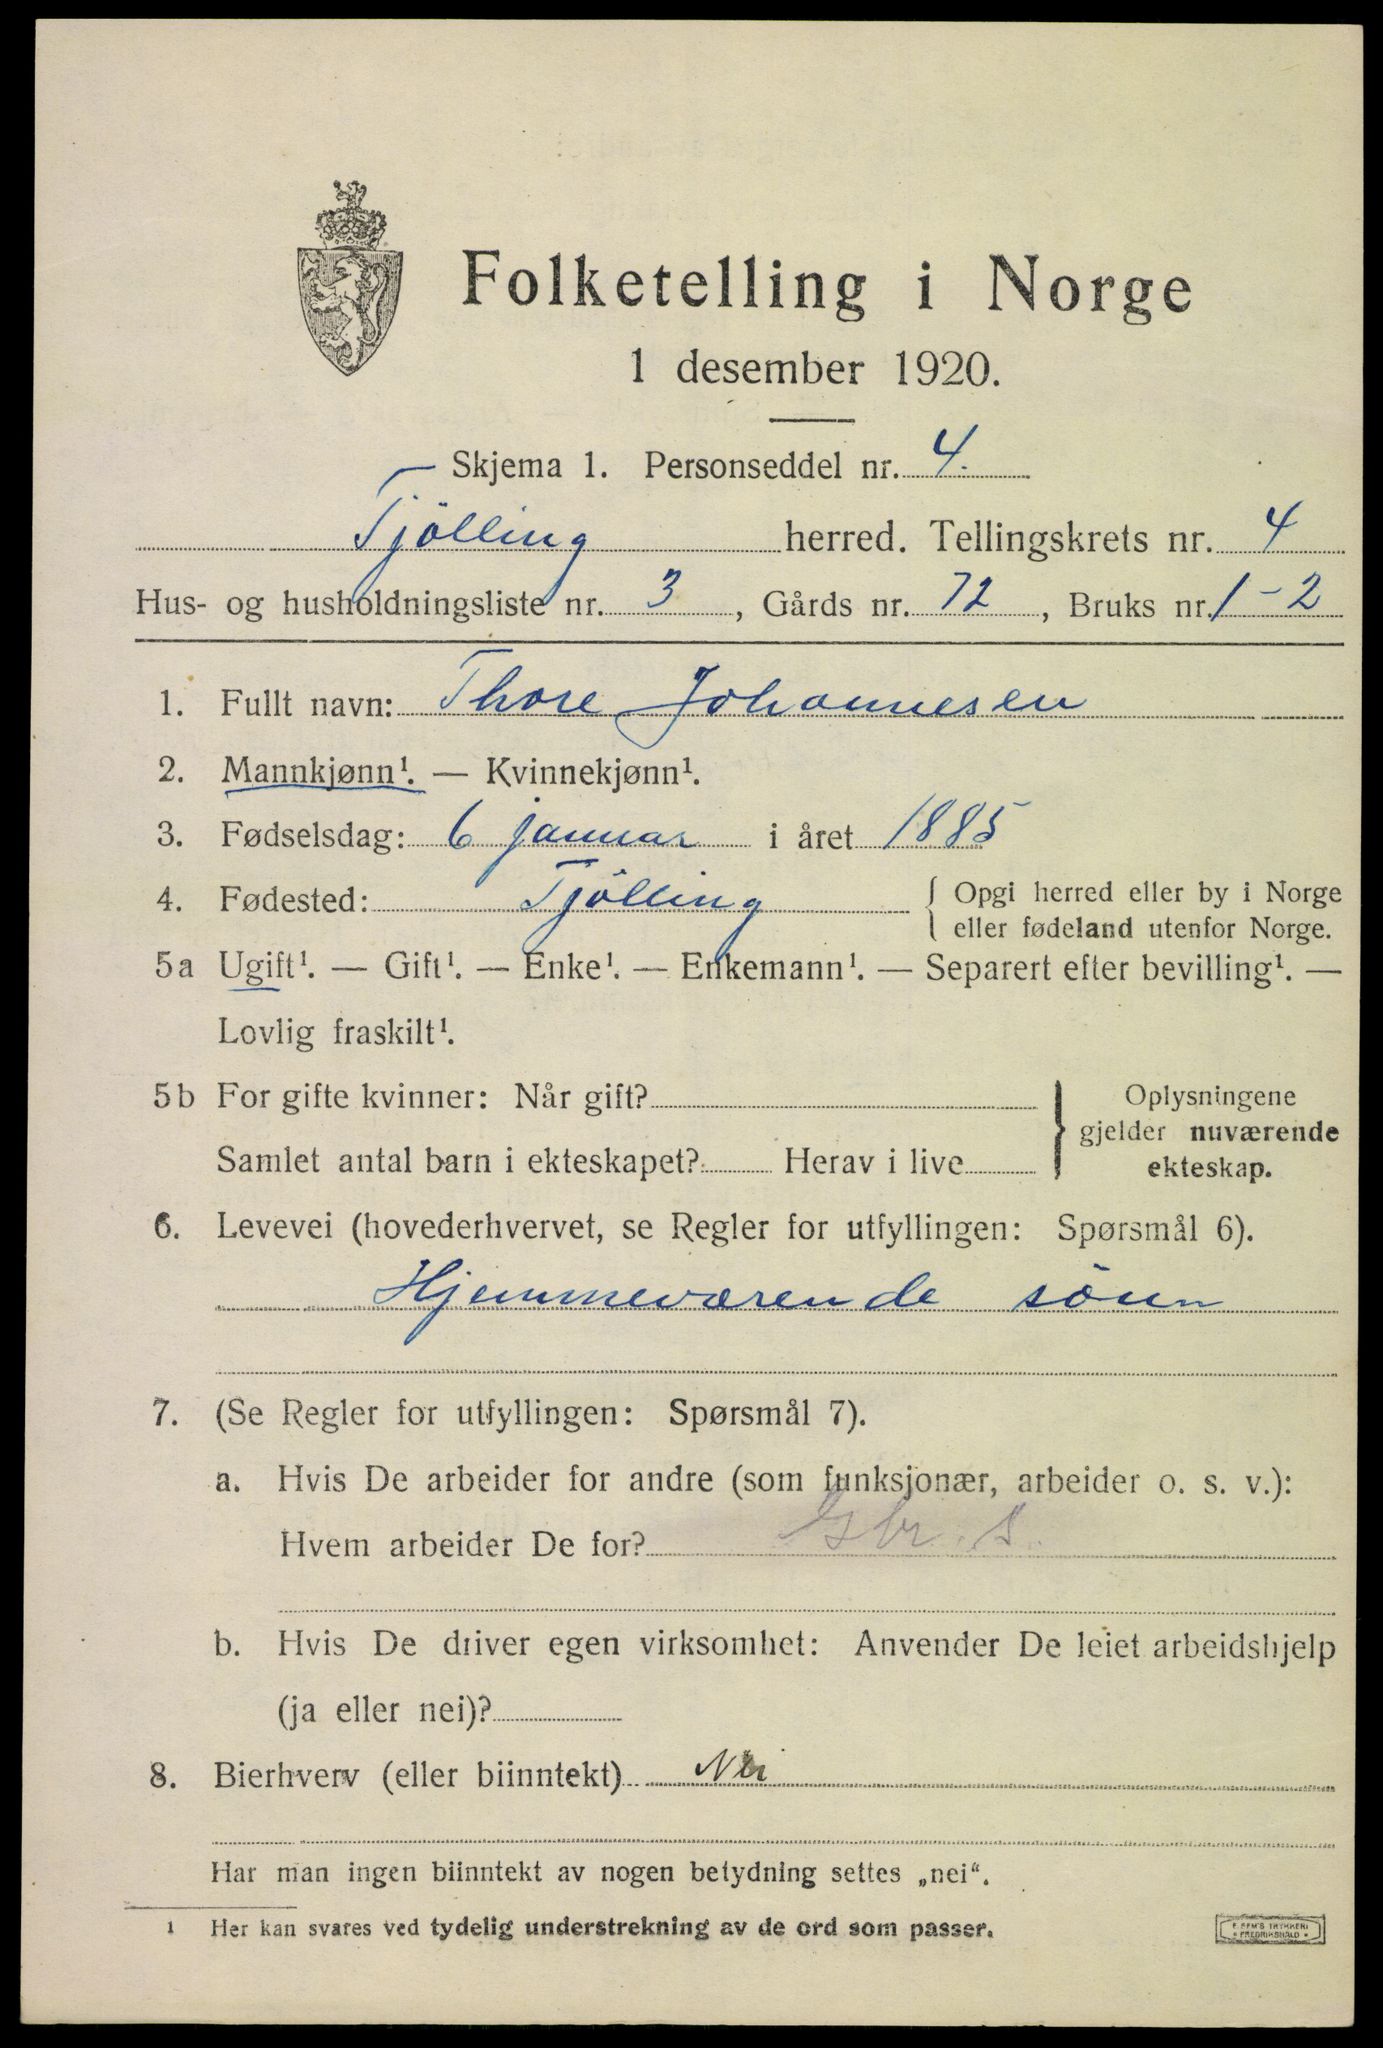 Folketelling i Norge
1 desember 1920.
Skjema 1. Personseddel nr. 4.
Tjölling herred. Tellingskrets nr. 4
Hus- og husholdningsliste nr. 3, Gårds nr. 72, Bruks nr. 1-2
1. Fullt navn: Thore Johannesen
2. Mannkjønn¹. — Kvinnekjønn¹.
3. Fødselsdag: 6 januar i året 1885
4. Fødested: Tjölling { Opgi herred eller by i Norge
eller fødeland utenfor Norge.
5a Ugift¹. — Gift¹. — Enke¹. — Enkemann¹. — Separert efter bevilling¹. —
Lovlig fraskilt¹.
5b For gifte kvinner: Når gift? } Oplysningene
gjelder nuværende
Samlet antal barn i ekteskapet? Herav i live ekteskap.
6. Levevei (hovederhvervet, se Regler for utfyllingen: Spørsmål 6).
Hjemmeværende sönn
7. (Se Regler for utfyllingen: Spørsmål 7).
a. Hvis De arbeider for andre (som funksjonær, arbeider o. s. v.):
Hvem arbeider De for? Gbr. S.
b. Hvis De driver egen virksomhet: Anvender De leiet arbeidshjelp
(ja eller nei)?
8. Bierhverv (eller biinntekt) Nei
Har man ingen biinntekt av nogen betydning settes „nei“.
¹ Her kan svares ved tydelig understrekning av de ord som passer.
E. SEM'S TRYKKERI
• FREDRIKSHALD •